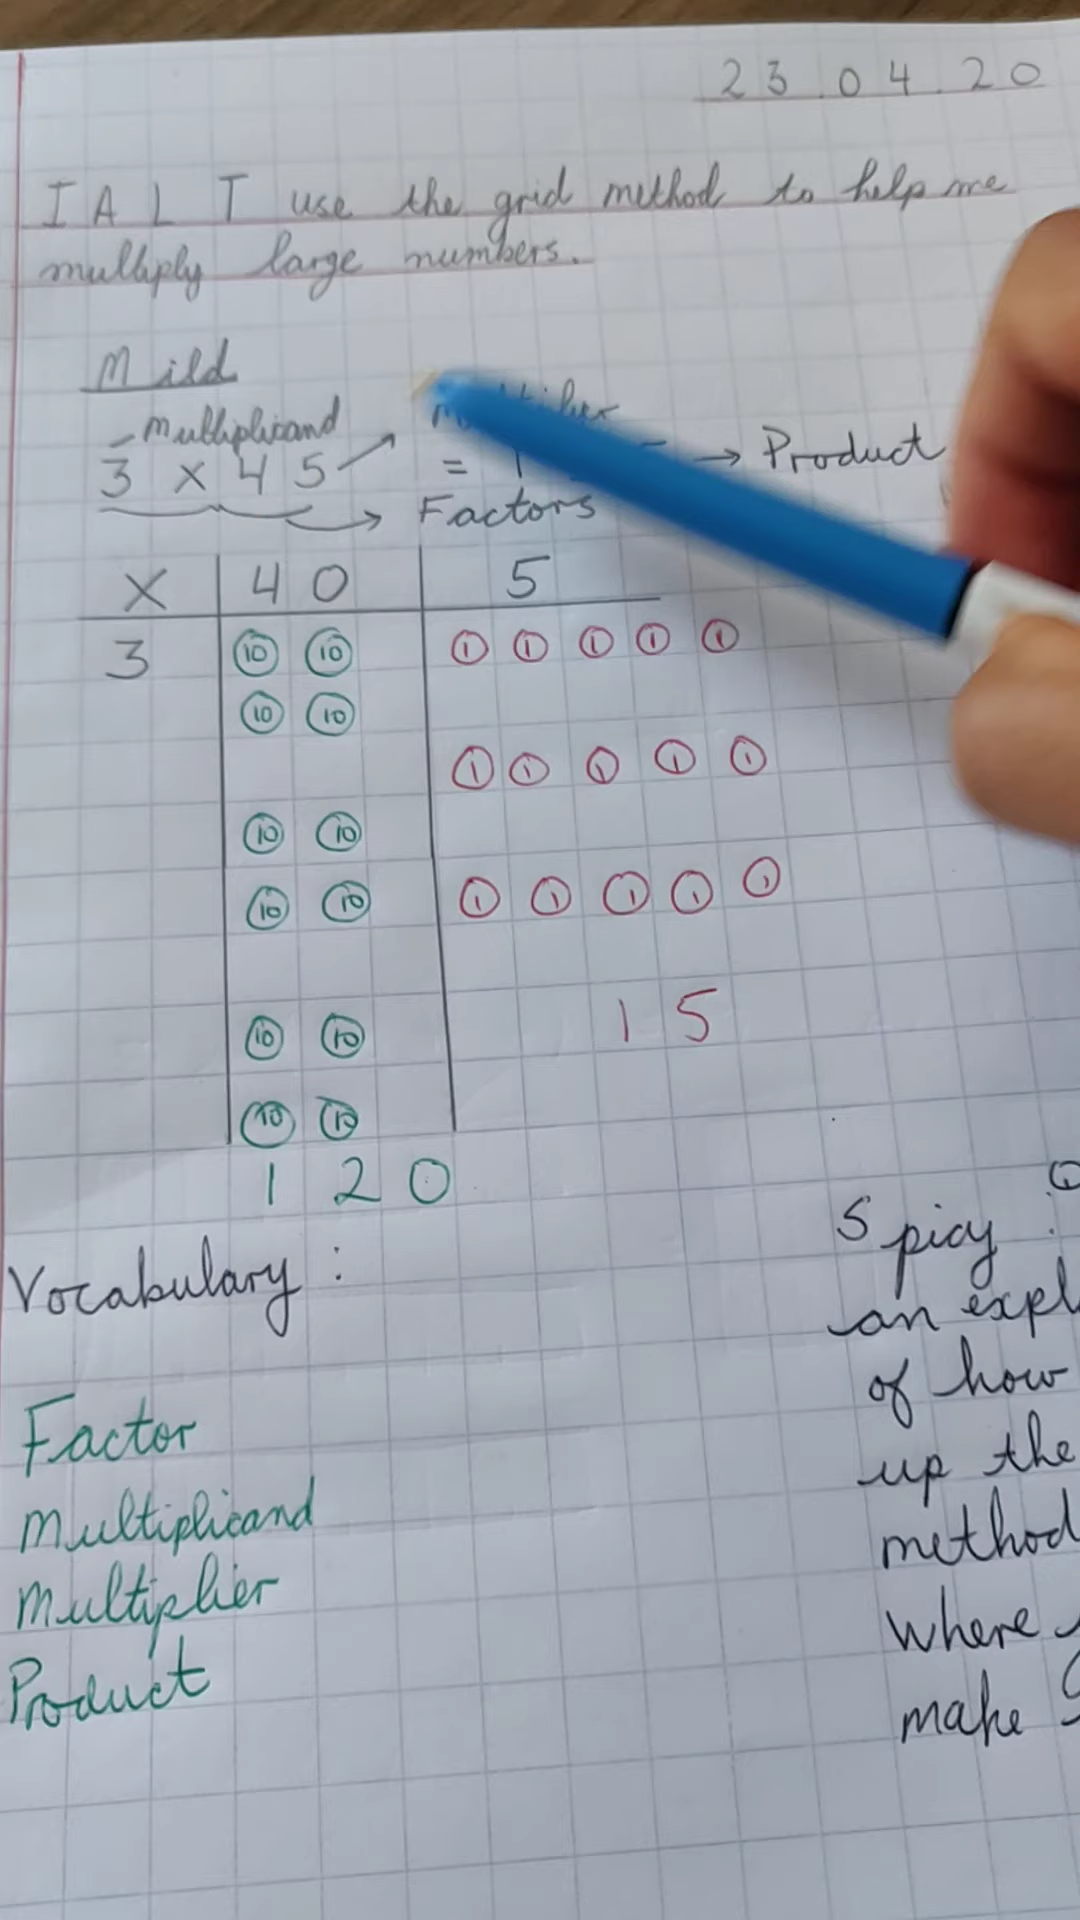 23.04.20
IALT use the grid method to help me
multiply large numbers.
Mild
multiplicand
3 x 45 = 1 → Product
Factors
X 40 5
3 10 10 1 1 1 1 1
10 10
1 1 1 1 1
10 10
10 10 1 1 1 1 1
10 10 15
10 10
120
Vocabulary:
Factor
Multiplicand
Multiplier
Product
Spicy:
an
of how
up the
method
where
make